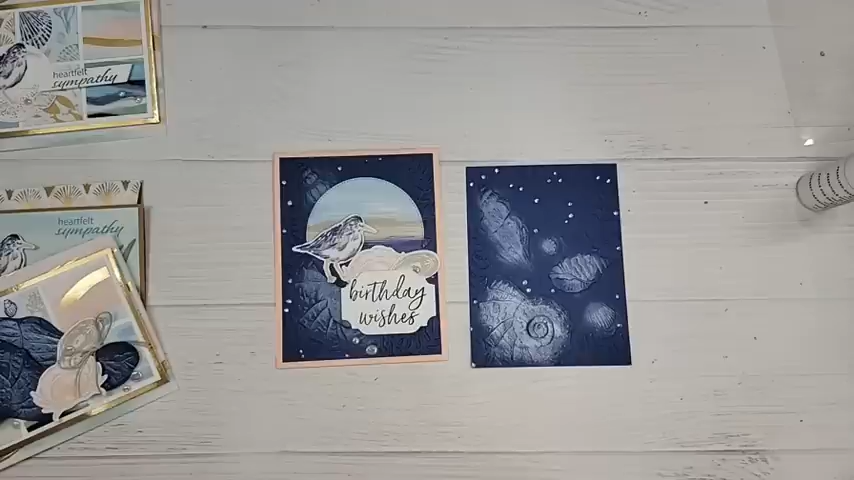 heartfelt
sympathy
heartfelt
sympathy
birthday
wishes